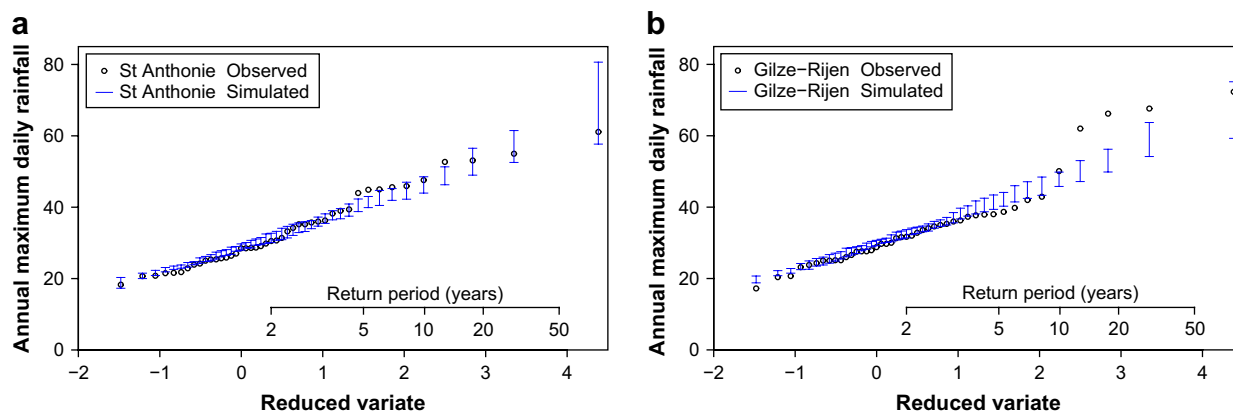 a
Annual maximum daily rainfall
80
60
40
20
0
St Anthonie Observed
St Anthonie Simulated
Return period (years)
2 5 10 20 50
−2 −1 0 1 2 3 4
Reduced variate
b
Annual maximum daily rainfall
80
60
40
20
0
Gilze−Rijen Observed
Gilze−Rijen Simulated
Return period (years)
2 5 10 20 50
−2 −1 0 1 2 3 4
Reduced variate